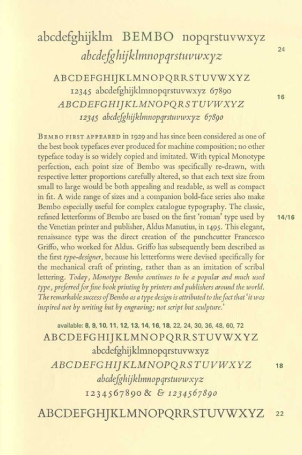 abcdefghijklm BEMBO nopqrstuvwxyz
24
abcdefghijklmnopqrstuvwxyz
ABCDEFGHIJKLMNOPQRRSTUVWXYZ
12345 abcdefghijklmnopqrstuvwxyz 67890
16
ABCDEFGHIJKLMNOPQRRSTUVWXYZ
12345 abcdefghijklmnopqrstuvwxyz 67890
BEMBO FIRST APPEARED in 1929 and has since been considered as one of
the best book typefaces ever produced for machine composition; no other
typeface today is so widely copied and imitated. With typical Monotype
perfection, each point size of Bembo was specifically re-drawn, with
respective letter proportions carefully altered, so that each text size from
small to large would be both appealing and readable, as well as compact
in fit. A wide range of sizes and a companion bold-face series also make
Bembo especially useful for complex catalogue typography. The classic,
refined letterforms of Bembo are based on the first 'roman' type used by
14/16
the Venetian printer and publisher, Aldus Manutius, in 1495. This elegant,
renaissance type was the direct creation of the punchcutter Francesco
Griffo, who worked for Aldus. Griffo has subsequently been described as
the first type-designer, because his letterforms were devised specifically for
the mechanical craft of printing, rather than as an imitation of scribal
lettering. Today, Monotype Bembo continues to be a popular and much used
type, preferred for fine book printing by printers and publishers around the world.
The remarkable success of Bembo as a type design is attributed to the fact that 'it was
inspired not by writing but by engraving; not script but sculpture.'
available: 8, 9, 10, 11, 12, 13, 14, 16, 18, 22, 24, 30, 36, 48, 60, 72
ABCDEFGHIJKLMNOPQRRSTUVWXYZ
abcdefghijklmnopqrstuvwxyz
ABCDEFGHIJKLMNOPQRRSTUVWXYZ
18
abcdefghijklmnopqrstuvwxyz
1234567890 & & 1234567890
ABCDEFGHJKLMNOPQRSTUVWXYZ
22